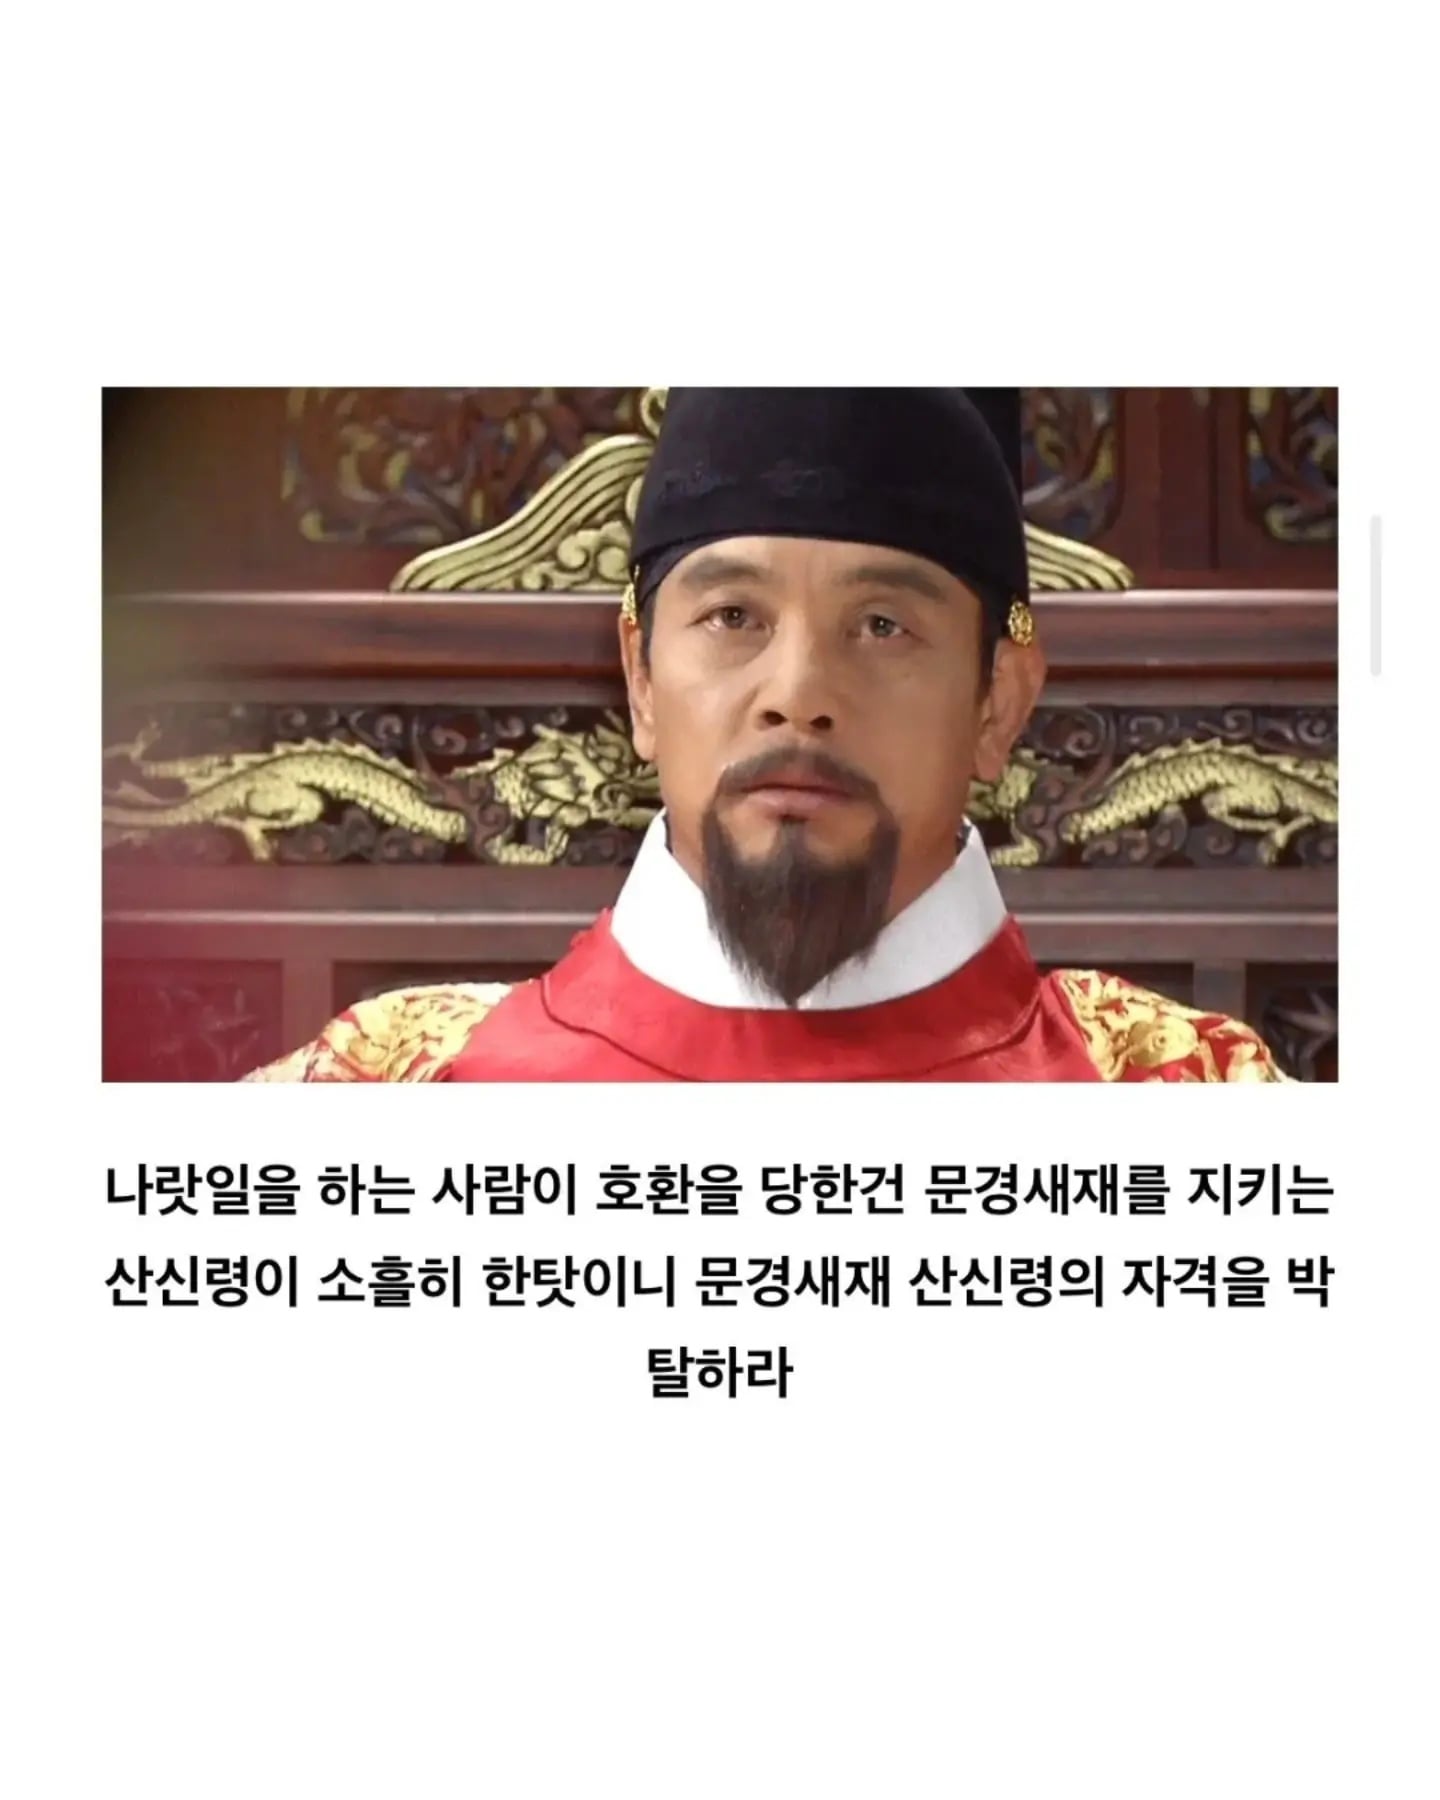 나랏일을 하는 사람이 호환을 당한건 문경새재를 지키는
산신령이 소흘히 한탓이니 문경새재 산신령의 자격을 박
탈하라